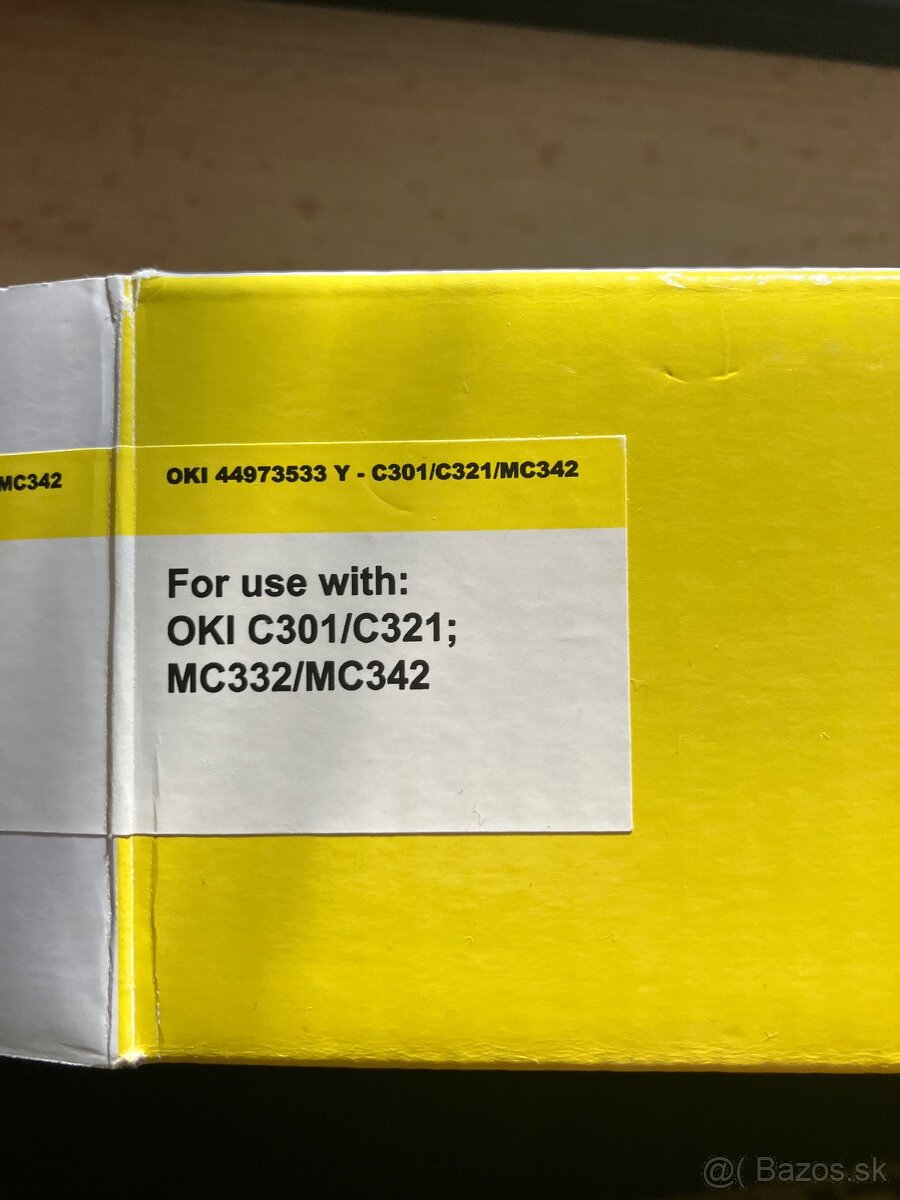 MC342
OKI 44973533 Y - C301/C321/MC342
For use with:
OKI C301/C321;
MC332/MC342
@( Bazos.sk